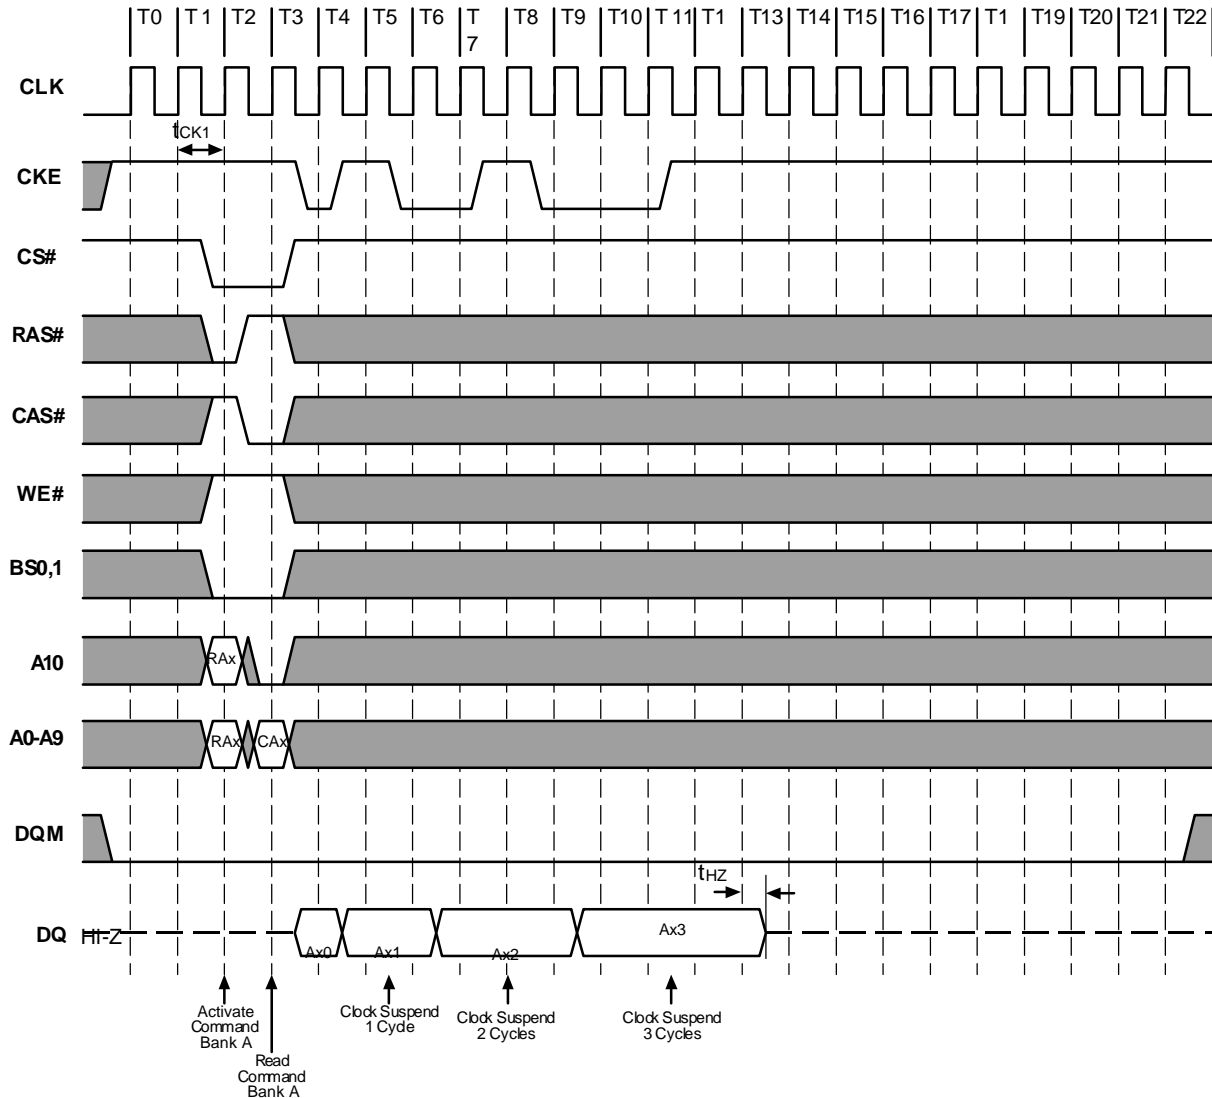 T0 T1 T2 T3 T4 T5 T6 T T8 T9 T10 T11 T1 T13 T14 T15 T16 T17 T1 T19 T20 T21 T22
7
CLK
tCK1
CKE
CS#
RAS#
CAS#
WE#
BS0,1
A10 RAx
A0-A9 RAx CAx
DQM
tHZ
DQ HI-Z Ax0 Ax1 Ax2 Ax3
Activate
Command
Bank A
Read
Command
Bank A
Clock Suspend
1 Cycle
Clock Suspend
2 Cycles
Clock Suspend
3 Cycles